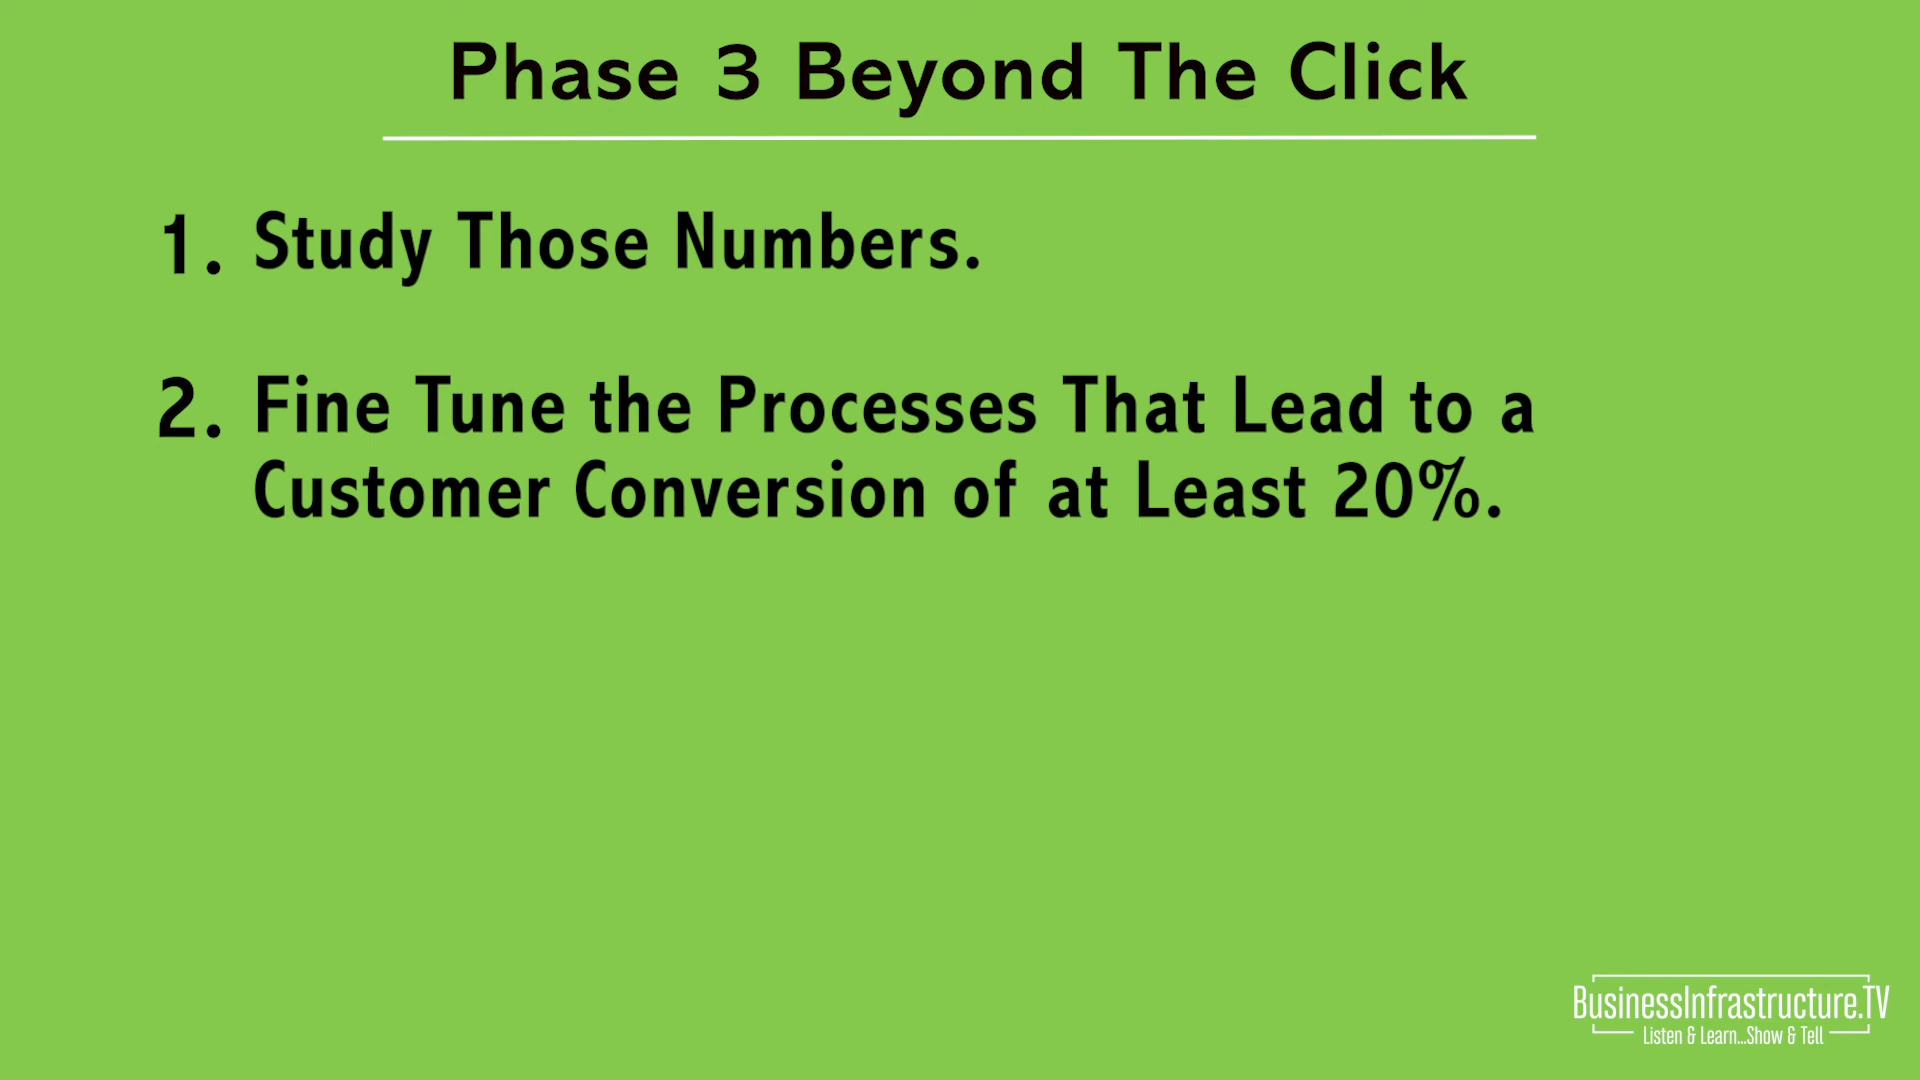 Phase 3 Beyond The Click
1. Study Those Numbers.
2. Fine Tune the Processes That Lead to a
Customer Conversion of at Least 20%.
BusinessInfrastructure.TV
Listen & Learn...Show & Tell